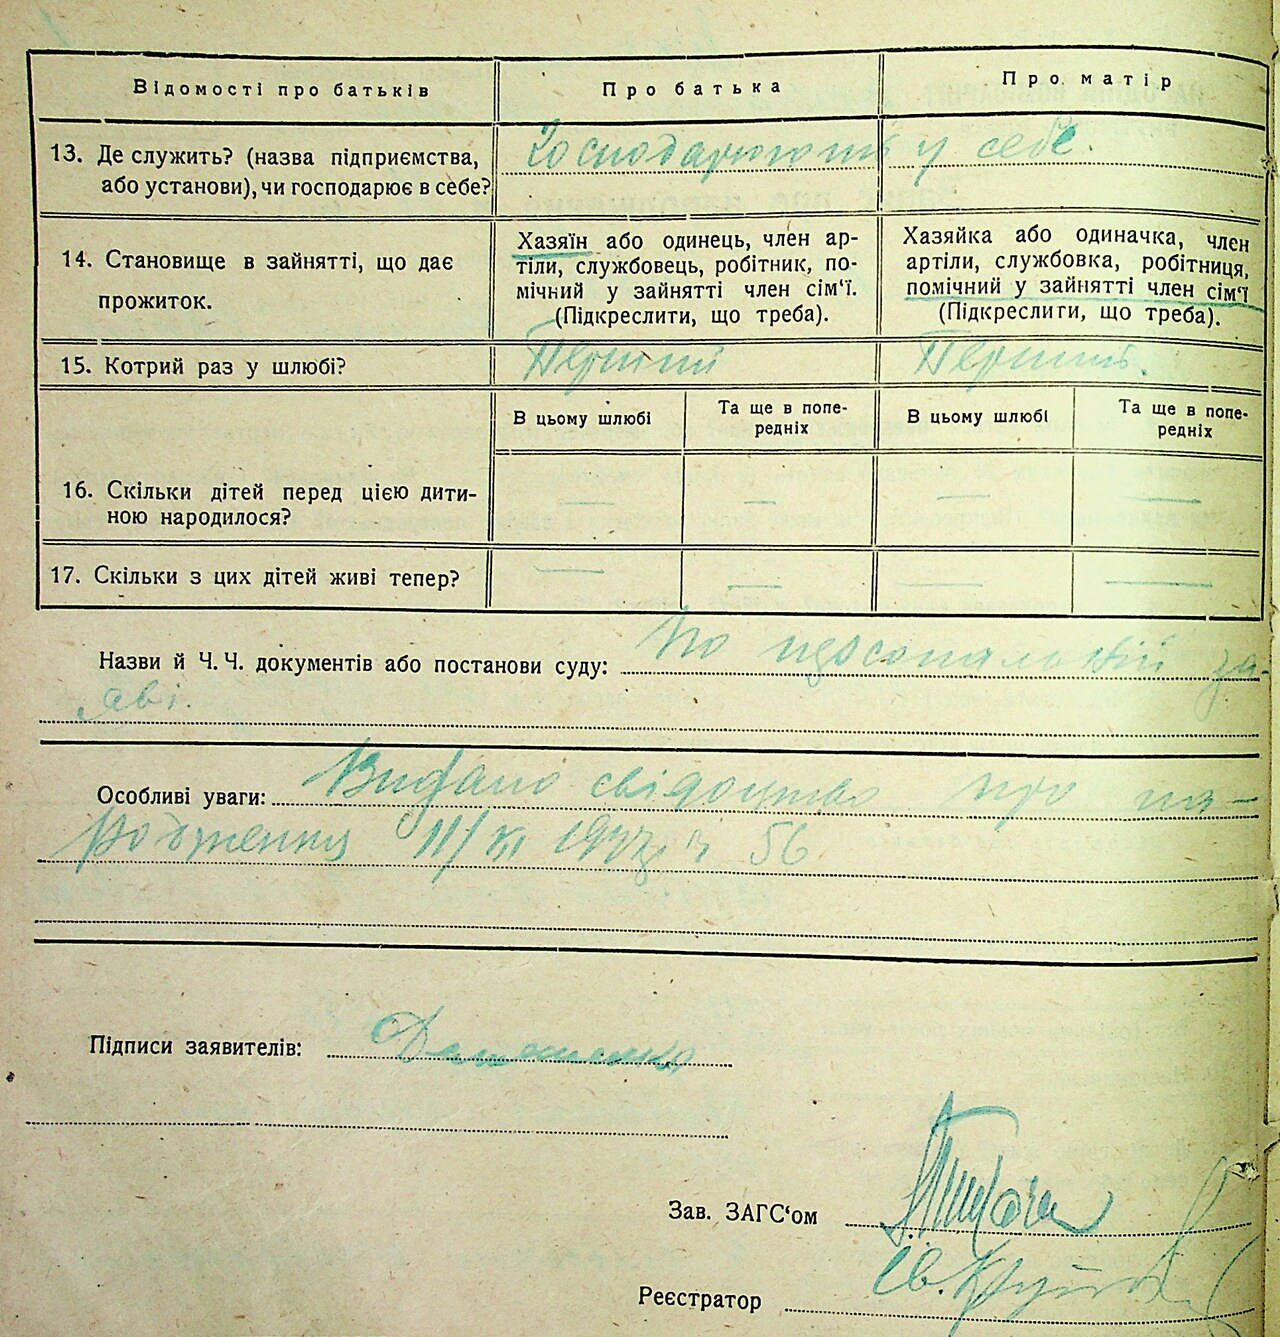 Відомості про батьків Про батька Про матір
13. Де служить? (назва підприємства, або установи), чи господарює в себе? Господарюють у себе.
14. Становище в зайнятті, що дає прожиток.
Хазяїн або одинець, член ар-
тіли, службовець, робітник, по-
мічний у зайнятті член сім‘ї.
(Підкреслити, що треба).
Хазяйка або одиначка, член
артіли, службовка, робітниця,
помічний у зайнятті член сім‘ї
(Підкреслити, що треба).
15. Котрий раз у шлюбі? Перший Перший.
В цьому шлюбі Та ще в попе-
редніх
В цьому шлюбі Та ще в попе-
редніх
16. Скільки дітей перед цією дити-
ною народилося? — — — —
17. Скільки з цих дітей живі тепер? — — — —
Назви й Ч. Ч. документів або постанови суду: По персональній за-
яві.
Особливі уваги: Видано свідоцтво про на-
родження 11/XI 56
Підписи заявителів:
Зав. ЗАГС‘ом
Реєстратор